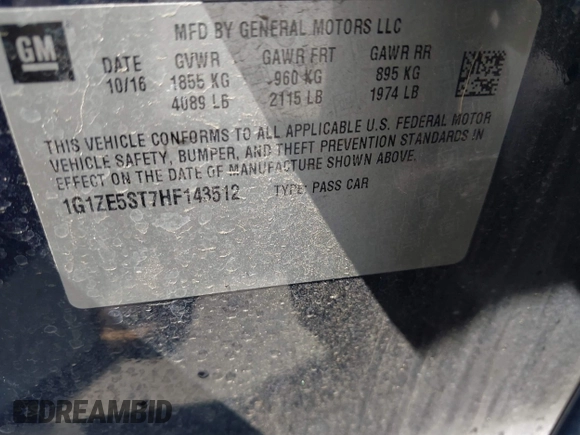 GM
MFD BY GENERAL MOTORS LLC
DATE GVWR GAWR FRT GAWR RR
10/16 1855 KG 960 KG 895 KG
4089 LB 2115 LB 1974 LB
THIS VEHICLE CONFORMS TO ALL APPLICABLE U.S. FEDERAL MOTOR
VEHICLE SAFETY, BUMPER, AND THEFT PREVENTION STANDARDS IN
EFFECT ON THE DATE OF MANUFACTURE SHOWN ABOVE.
1G1ZE5ST7HF143512 TYPE: PASS CAR
DREAMBID